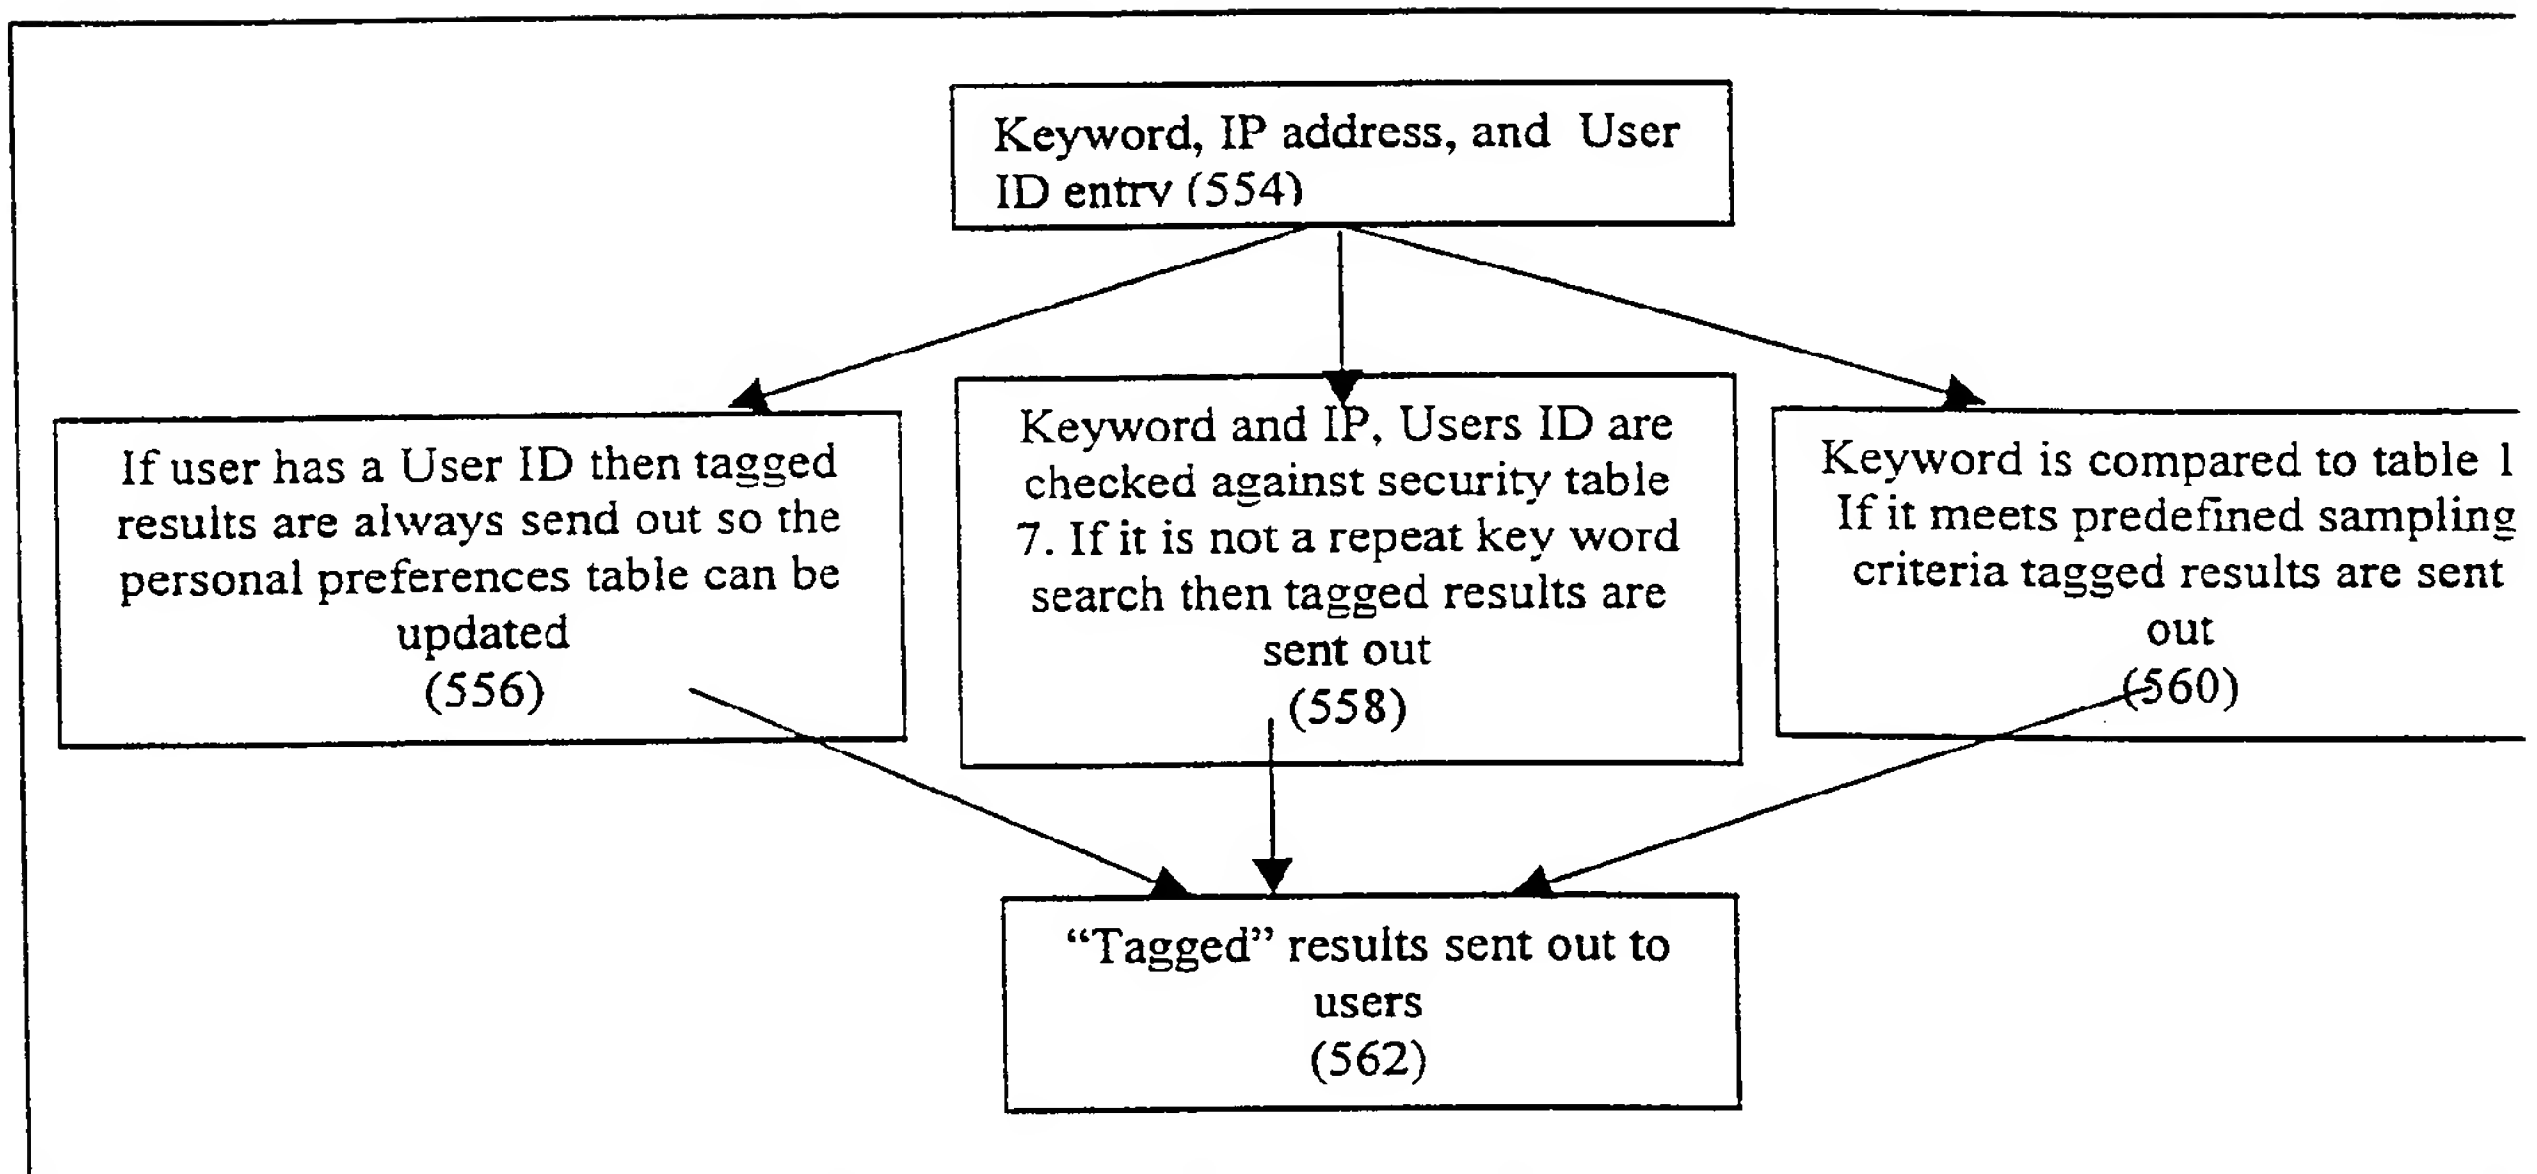 Keyword, IP address, and User
ID entry (554)
If user has a User ID then tagged
results are always send out so the
personal preferences table can be
updated
(556)
Keyword and IP, Users ID are
checked against security table
7. If it is not a repeat key word
search then tagged results are
sent out
(558)
Keyword is compared to table 1
If it meets predefined sampling
criteria tagged results are sent
out
(560)
“Tagged” results sent out to
users
(562)